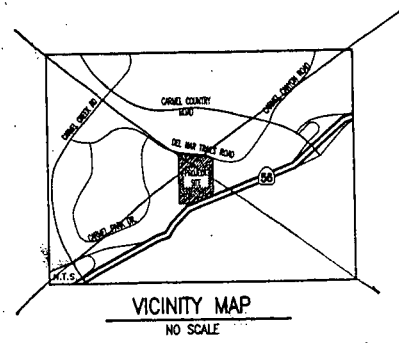 CARMEL COUNTRY
ROAD
CARMEL CREEK RD
CARMEL CANYON ROAD
DEL MAR TRAILS ROAD
PROJECT
SITE
56
CARMEL PARK DR.
N.T.S.
VICINITY MAP
NO SCALE